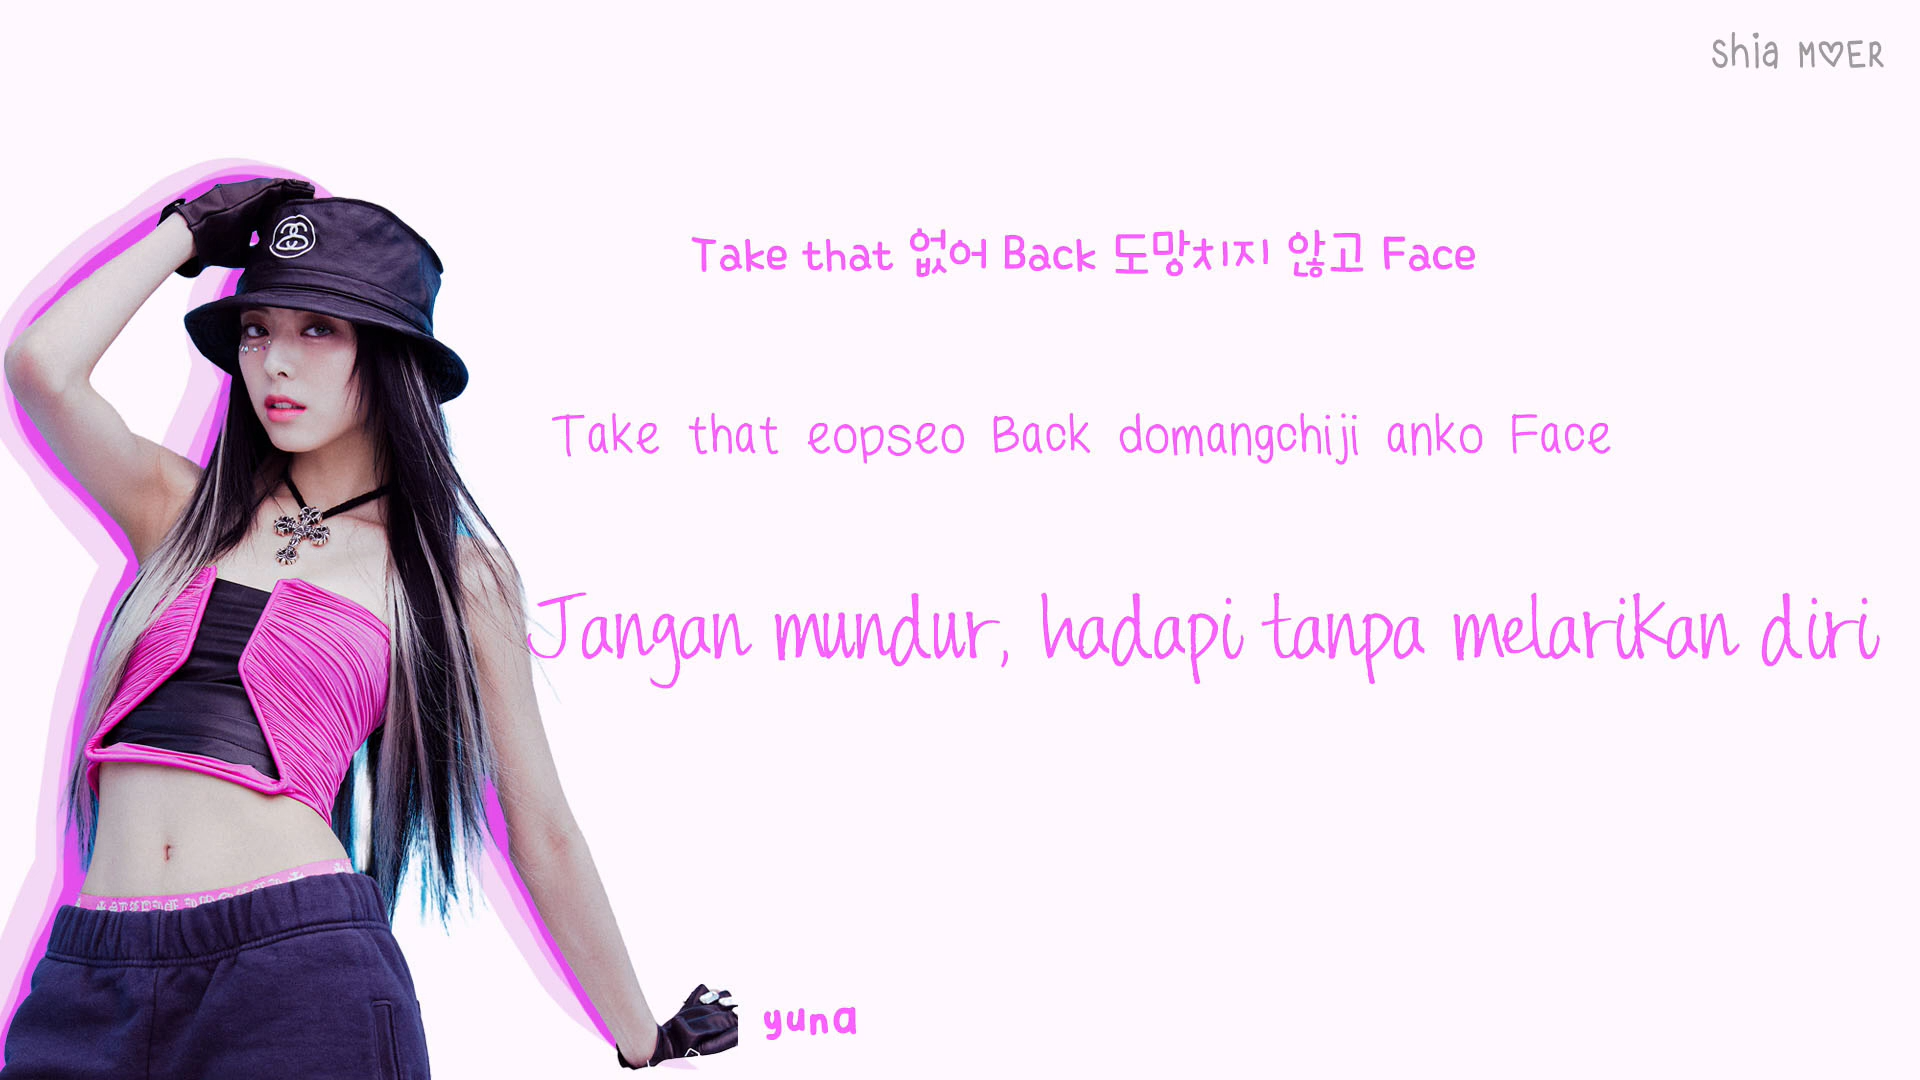 Shia M♡ER
Take that 없어 Back 도망치지 않고 Face
Take that eopseo Back domangchiji anko Face
Jangan mundur, hadapi tanpa melarikan diri
yuna